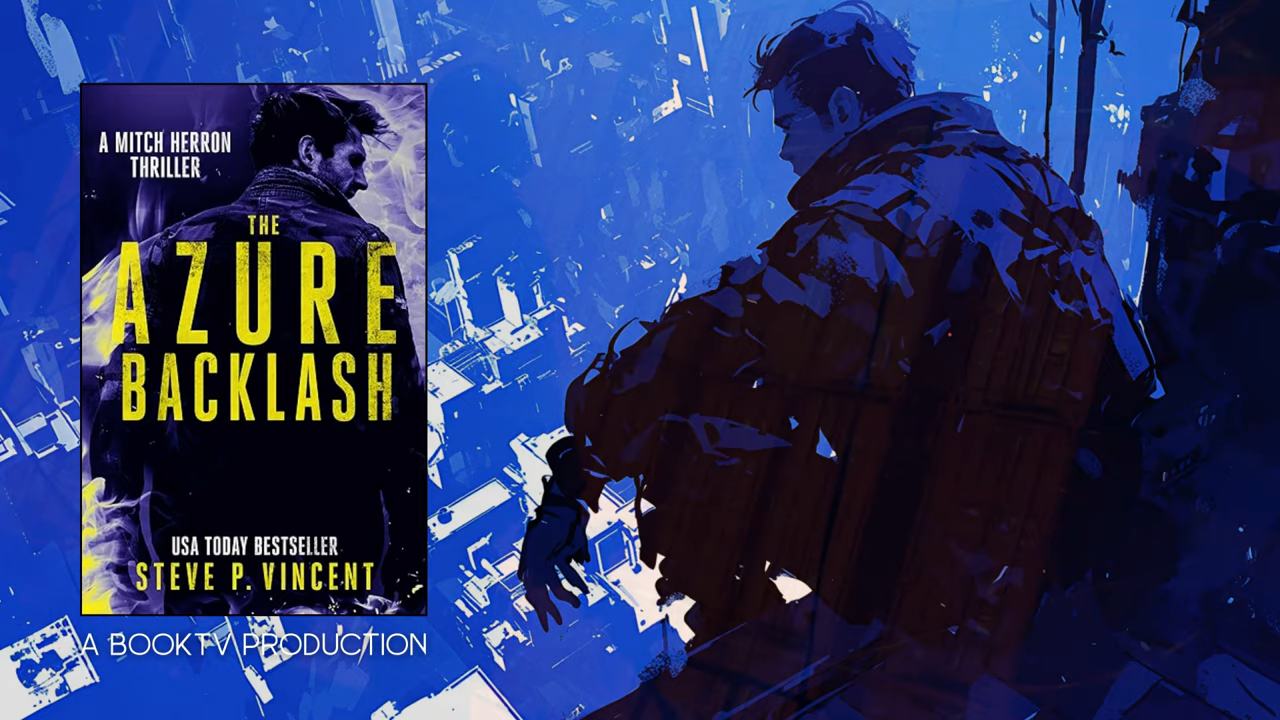 A MITCH HERRON
THRILLER
THE
AZURE
BACKLASH
USA TODAY BESTSELLER
STEVE P. VINCENT
A BOOKTV PRODUCTION